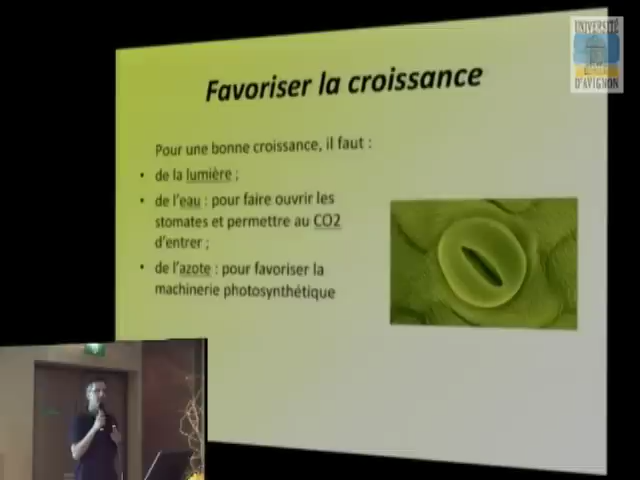 UNIVERSITÉ
D'AVIGNON
Favoriser la croissance
Pour une bonne croissance, il faut :
• de la lumière ;
• de l'eau : pour faire ouvrir les
stomates et permettre au CO2
d'entrer ;
• de l'azote : pour favoriser la
machinerie photosynthétique